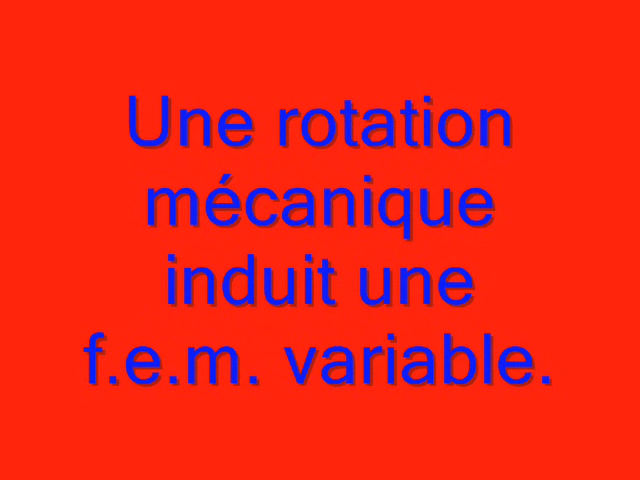 Une rotation
mécanique
induit une
f.e.m. variable.